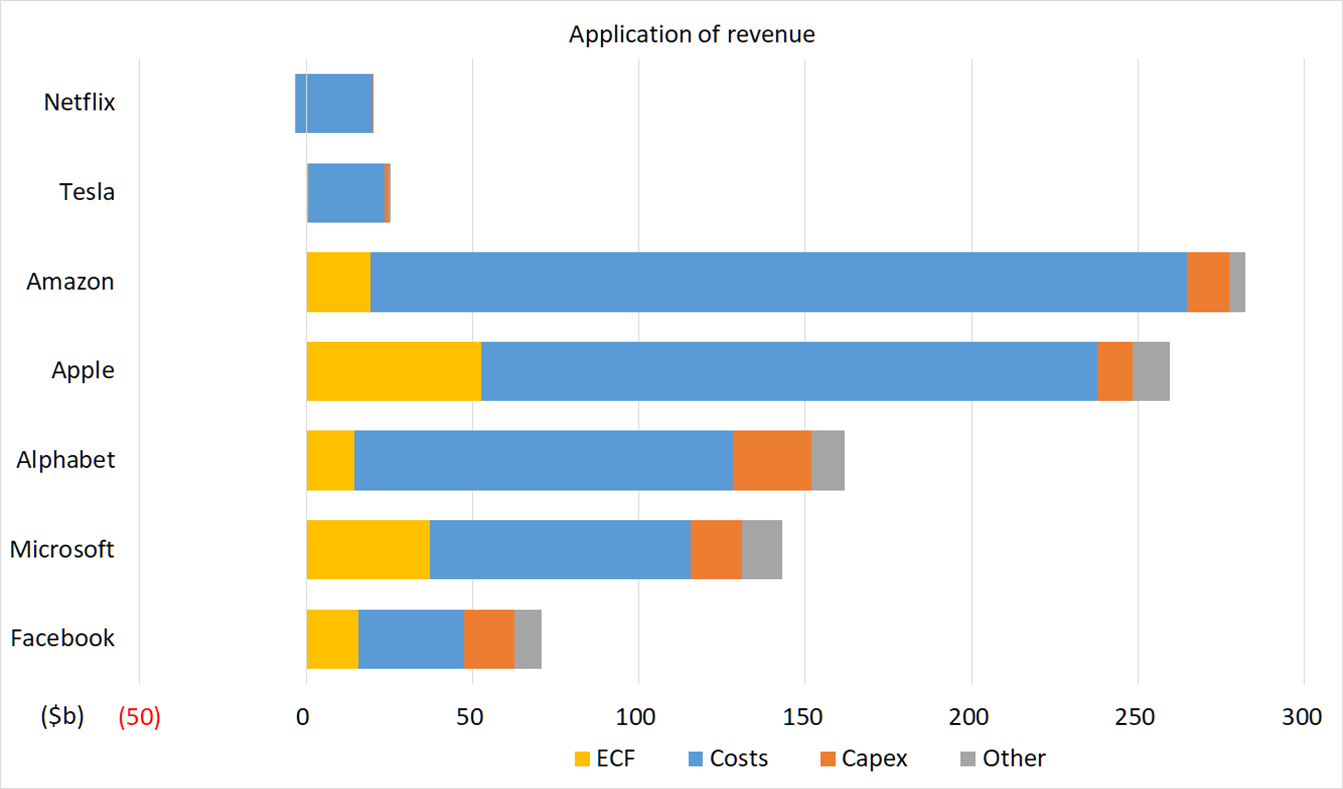 Application of revenue
Netflix
Tesla
Amazon
Apple
Alphabet
Microsoft
Facebook
($b) (50) 0 50 100 150 200 250 300
ECF Costs Capex Other